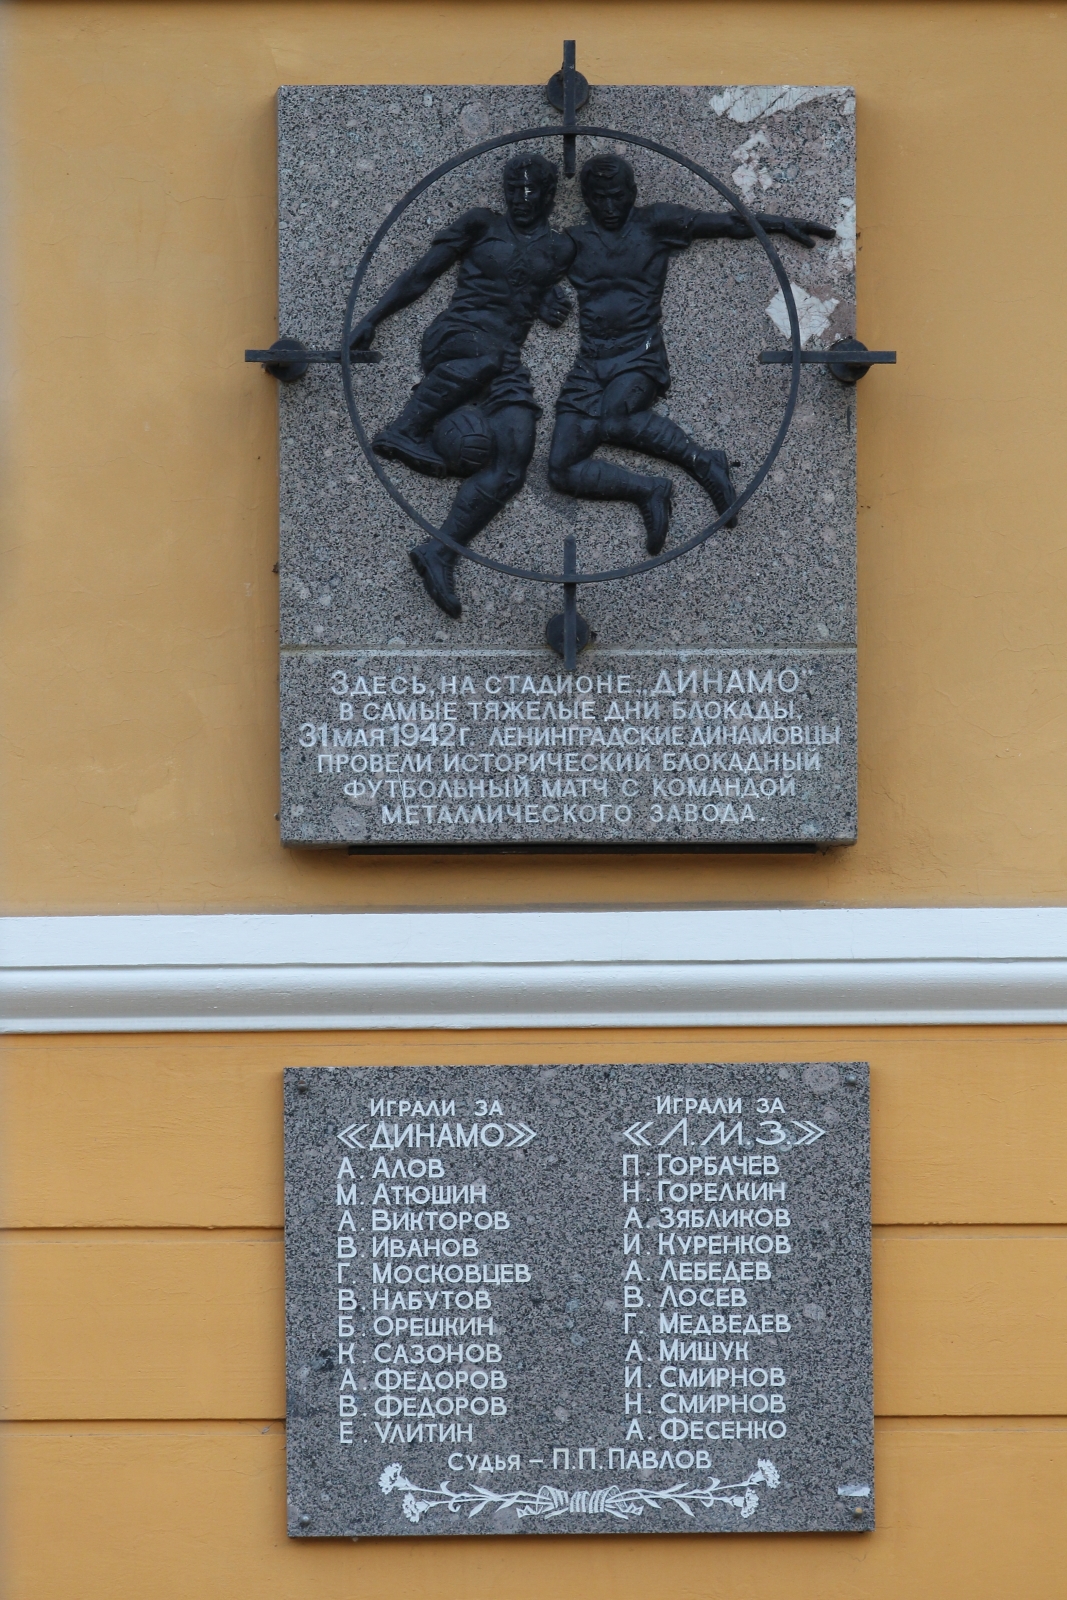 Здесь, на стадионе „ДИНАМО"
в самые тяжелые дни блокады,
31 мая 1942 г. ленинградские динамовцы
провели исторический блокадный
футбольный матч с командой
Металлического завода.
Играли за
«ДИНАМО»
А. Алов
М. Атюшин
А. Викторов
В. Иванов
Г. Московцев
В. Набутов
Б. Орешкин
К. Сазонов
А. Федоров
В. Федоров
Е. Улитин
Играли за
«Л.М.З.»
П. Горбачев
Н. Горелкин
А. Зябликов
И. Куренков
А. Лебедев
В. Лосев
Г. Медведев
А. Мишук
И. Смирнов
Н. Смирнов
А. Фесенко
Судья – П.П. Павлов